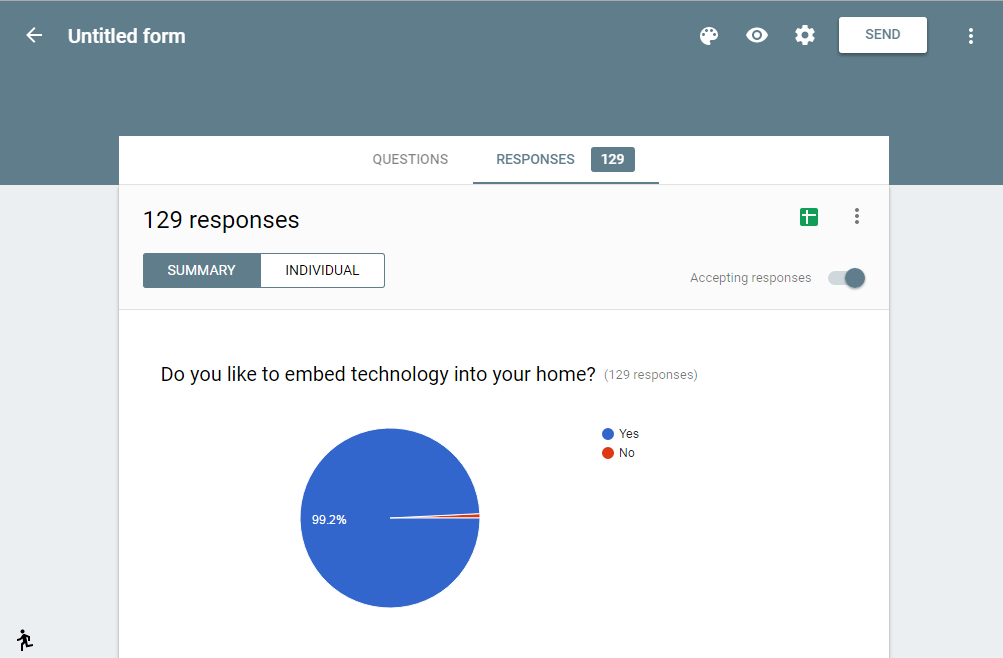 Untitled form
SEND
QUESTIONS
RESPONSES 129
129 responses
SUMMARY
INDIVIDUAL
Accepting responses
Do you like to embed technology into your home? (129 responses)
Yes
No
99.2%